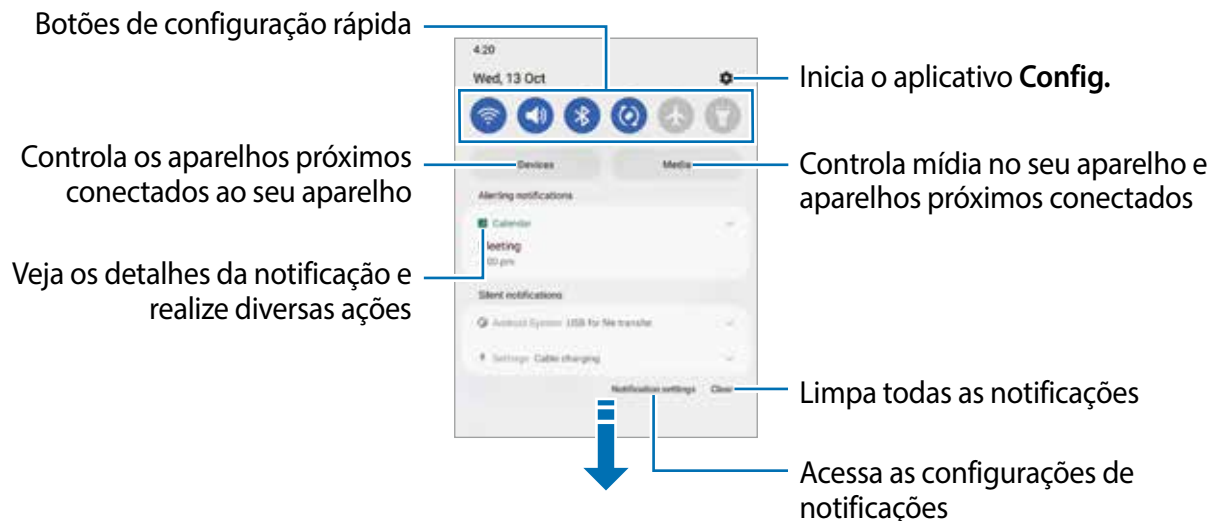 Botões de configuração rápida
4:20
Wed, 13 Oct
Inicia o aplicativo Config.
Controla os aparelhos próximos
conectados ao seu aparelho
Devices
Media
Controla mídia no seu aparelho e
aparelhos próximos conectados
Alerting notifications
Calendar
leeting
00 pm
Veja os detalhes da notificação e
realize diversas ações
Silent notifications
Android System USB for file transfer
Settings Cable charging
Notification settings Clear
Limpa todas as notificações
Acessa as configurações de
notificações